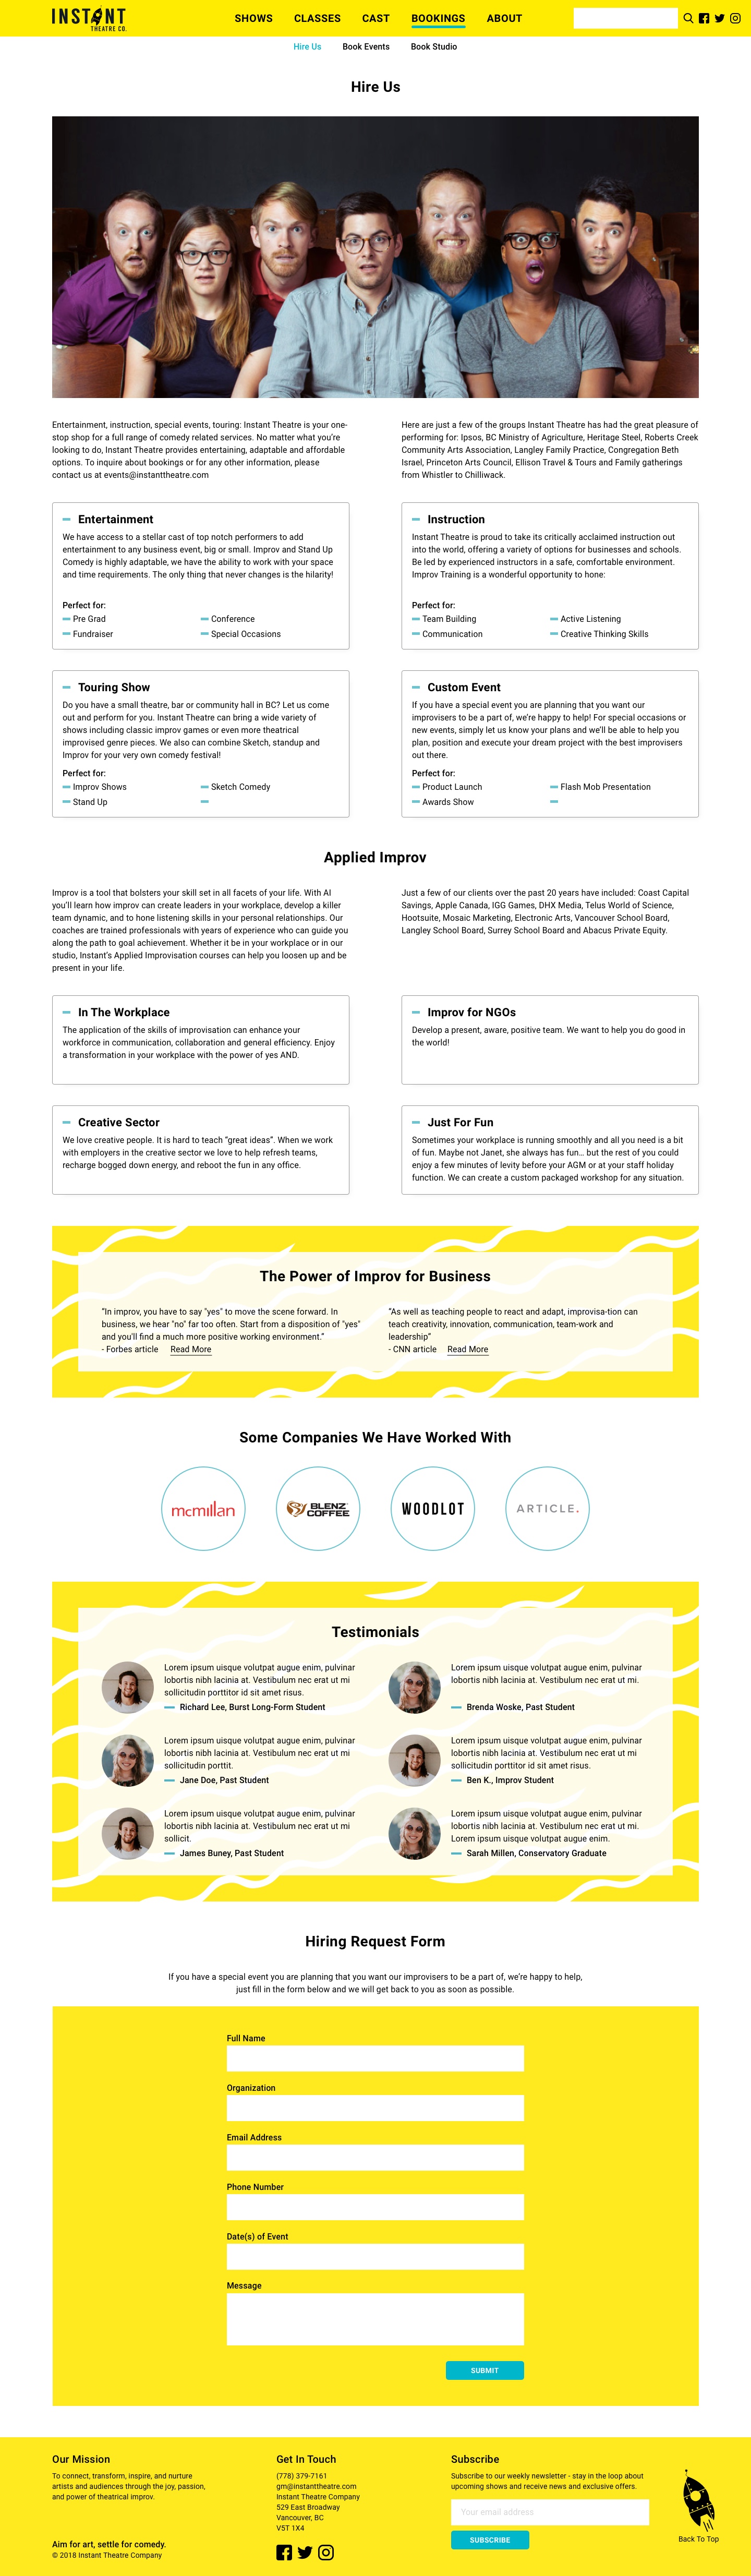 INSTANT
THEATRE CO.
SHOWS CLASSES CAST BOOKINGS ABOUT
Hire Us Book Events Book Studio
Hire Us
Entertainment, instruction, special events, touring: Instant Theatre is your one-
stop shop for a full range of comedy related services. No matter what you’re
looking to do, Instant Theatre provides entertaining, adaptable and affordable
options. To inquire about bookings or for any other information, please
contact us at events@instanttheatre.com
Here are just a few of the groups Instant Theatre has had the great pleasure of
performing for: Ipsos, BC Ministry of Agriculture, Heritage Steel, Roberts Creek
Community Arts Association, Langley Family Practice, Congregation Beth
Israel, Princeton Arts Council, Ellison Travel & Tours and Family gatherings
from Whistler to Chilliwack.
Entertainment
We have access to a stellar cast of top notch performers to add
entertainment to any business event, big or small. Improv and Stand Up
Comedy is highly adaptable, we have the ability to work with your space
and time requirements. The only thing that never changes is the hilarity!
Perfect for:
Pre Grad Conference
Fundraiser Special Occasions
Instruction
Instant Theatre is proud to take its critically acclaimed instruction out
into the world, offering a variety of options for businesses and schools.
Be led by experienced instructors in a safe, comfortable environment.
Improv Training is a wonderful opportunity to hone:
Perfect for:
Team Building Active Listening
Communication Creative Thinking Skills
Touring Show
Do you have a small theatre, bar or community hall in BC? Let us come
out and perform for you. Instant Theatre can bring a wide variety of
shows including classic improv games or even more theatrical
improvised genre pieces. We also can combine Sketch, standup and
Improv for your very own comedy festival!
Perfect for:
Improv Shows Sketch Comedy
Stand Up
Custom Event
If you have a special event you are planning that you want our
improvisers to be a part of, we’re happy to help! For special occasions or
new events, simply let us know your plans and we’ll be able to help you
plan, position and execute your dream project with the best improvisers
out there.
Perfect for:
Product Launch Flash Mob Presentation
Awards Show
Applied Improv
Improv is a tool that bolsters your skill set in all facets of your life. With AI
you’ll learn how improv can create leaders in your workplace, develop a killer
team dynamic, and to hone listening skills in your personal relationships. Our
coaches are trained professionals with years of experience who can guide you
along the path to goal achievement. Whether it be in your workplace or in our
studio, Instant’s Applied Improvisation courses can help you loosen up and be
present in your life.
Just a few of our clients over the past 20 years have included: Coast Capital
Savings, Apple Canada, IGG Games, DHX Media, Telus World of Science,
Hootsuite, Mosaic Marketing, Electronic Arts, Vancouver School Board,
Langley School Board, Surrey School Board and Abacus Private Equity.
In The Workplace
The application of the skills of improvisation can enhance your
workforce in communication, collaboration and general efficiency. Enjoy
a transformation in your workplace with the power of yes AND.
Improv for NGOs
Develop a present, aware, positive team. We want to help you do good in
the world!
Creative Sector
We love creative people. It is hard to teach “great ideas”. When we work
with employers in the creative sector we love to help refresh teams,
recharge bogged down energy, and reboot the fun in any office.
Just For Fun
Sometimes your workplace is running smoothly and all you need is a bit
of fun. Maybe not Janet, she always has fun... but the rest of you could
enjoy a few minutes of levity before your AGM or at your staff holiday
function. We can create a custom packaged workshop for any situation.
The Power of Improv for Business
“In improv, you have to say "yes" to move the scene forward. In
business, we hear "no" far too often. Start from a disposition of "yes"
and you'll find a much more positive working environment.”
- Forbes article Read More
“As well as teaching people to react and adapt, improvisa-tion can
teach creativity, innovation, communication, team-work and
leadership”
- CNN article Read More
Some Companies We Have Worked With
mcmillan
BLENZ COFFEE
WOODLOT
ARTICLE.
Testimonials
Lorem ipsum uisque volutpat augue enim, pulvinar
lobortis nibh lacinia at. Vestibulum nec erat ut mi
sollicitudin porttitor id sit amet risus.
Richard Lee, Burst Long-Form Student
Lorem ipsum uisque volutpat augue enim, pulvinar
lobortis nibh lacinia at. Vestibulum nec erat ut mi.
Brenda Woske, Past Student
Lorem ipsum uisque volutpat augue enim, pulvinar
lobortis nibh lacinia at. Vestibulum nec erat ut mi
sollicitudin porttit.
Jane Doe, Past Student
Lorem ipsum uisque volutpat augue enim, pulvinar
lobortis nibh lacinia at. Vestibulum nec erat ut mi
sollicitudin porttitor id sit amet risus.
Ben K., Improv Student
Lorem ipsum uisque volutpat augue enim, pulvinar
lobortis nibh lacinia at. Vestibulum nec erat ut mi
sollicit.
James Buney, Past Student
Lorem ipsum uisque volutpat augue enim, pulvinar
lobortis nibh lacinia at. Vestibulum nec erat ut mi.
Lorem ipsum uisque volutpat augue enim.
Sarah Millen, Conservatory Graduate
Hiring Request Form
If you have a special event you are planning that you want our improvisers to be a part of, we’re happy to help,
just fill in the form below and we will get back to you as soon as possible.
Full Name
Organization
Email Address
Phone Number
Date(s) of Event
Message
SUBMIT
Our Mission
To connect, transform, inspire, and nurture
artists and audiences through the joy, passion,
and power of theatrical improv.
Aim for art, settle for comedy.
© 2018 Instant Theatre Company
Get In Touch
(778) 379-7161
gm@instanttheatre.com
Instant Theatre Company
529 East Broadway
Vancouver, BC
V5T 1X4
Subscribe
Subscribe to our weekly newsletter - stay in the loop about
upcoming shows and receive news and exclusive offers.
Your email address
SUBSCRIBE
Back To Top